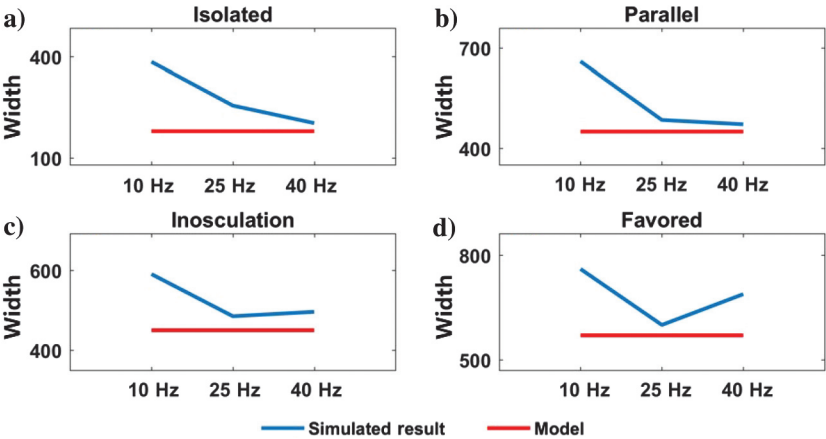 a)
Isolated
Width
400
100
10 Hz 25 Hz 40 Hz
b)
Parallel
Width
700
400
10 Hz 25 Hz 40 Hz
c)
Inosculation
Width
600
400
10 Hz 25 Hz 40 Hz
d)
Favored
Width
800
500
10 Hz 25 Hz 40 Hz
Simulated result Model